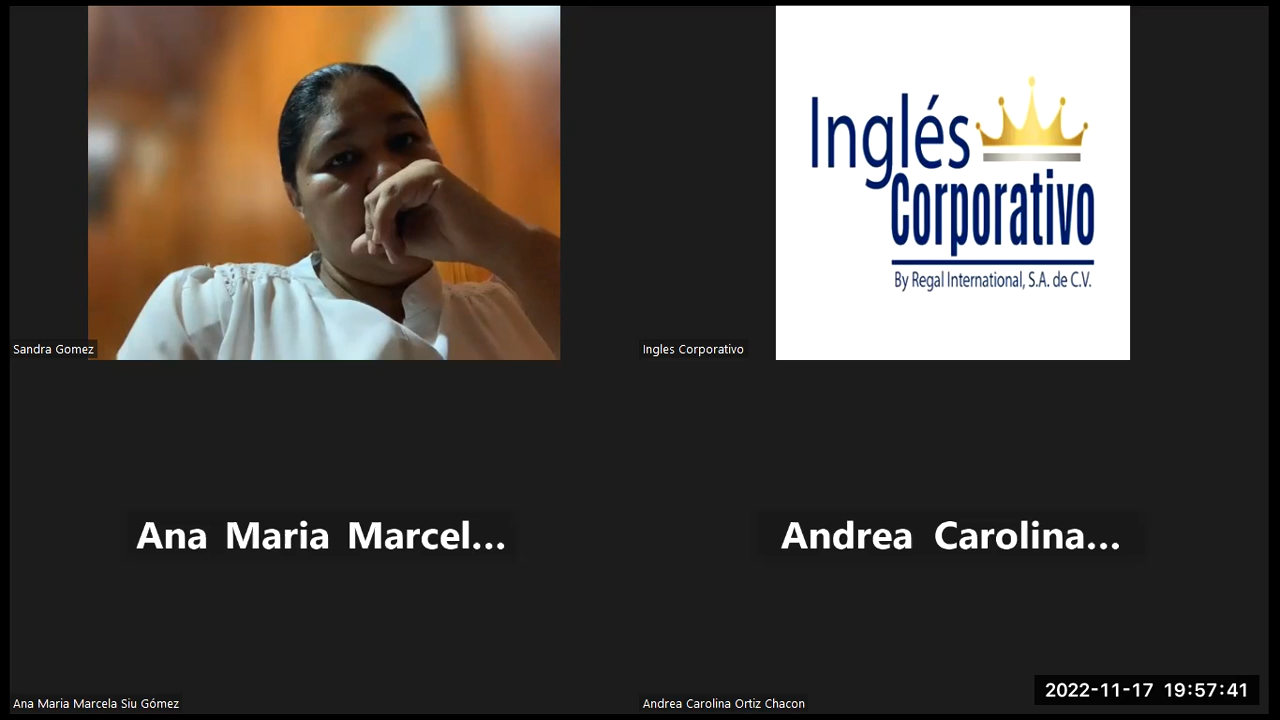 Inglés
Corporativo
By Regal International, S.A. de C.V.
Sandra Gomez
Ingles Corporativo
Ana Maria Marcel...
Andrea Carolina...
Ana Maria Marcela Siu Gómez
Andrea Carolina Ortiz Chacon
2022-11-17 19:57:41